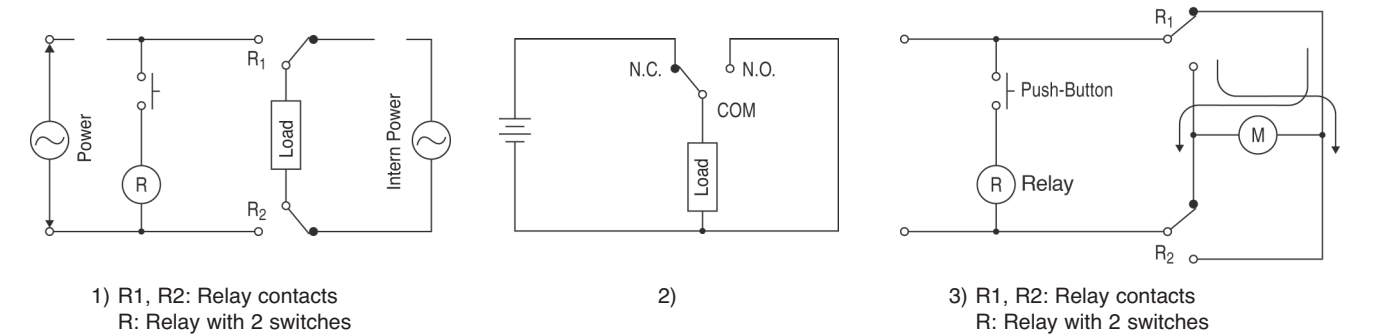 Power
R
R1
R2
Load
Intern Power
1) R1, R2: Relay contacts
R: Relay with 2 switches
N.C.
N.O.
COM
Load
2)
Push-Button
R
Relay
R1
M
R2
3) R1, R2: Relay contacts
R: Relay with 2 switches